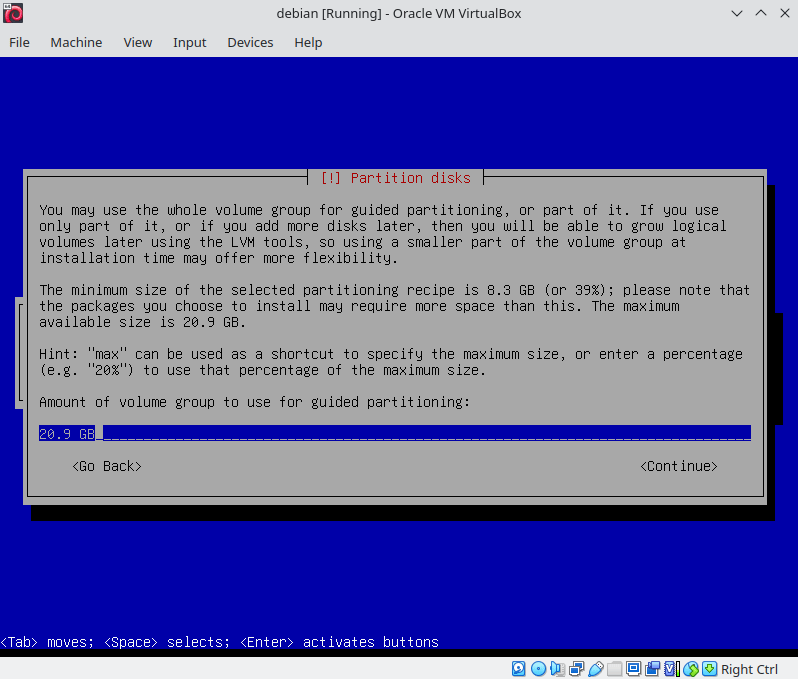 debian [Running] - Oracle VM VirtualBox
File Machine View Input Devices Help
[!] Partition disks
You may use the whole volume group for guided partitioning, or part of it. If you use
only part of it, or if you add more disks later, then you will be able to grow logical
volumes later using the LVM tools, so using a smaller part of the volume group at
installation time may offer more flexibility.
The minimum size of the selected partitioning recipe is 8.3 GB (or 39%); please note that
the packages you choose to install may require more space than this. The maximum
available size is 20.9 GB.
Hint: "max" can be used as a shortcut to specify the maximum size, or enter a percentage
(e.g. "20%") to use that percentage of the maximum size.
Amount of volume group to use for guided partitioning:
20.9 GB
<Go Back> <Continue>
<Tab> moves; <Space> selects; <Enter> activates buttons
Right Ctrl